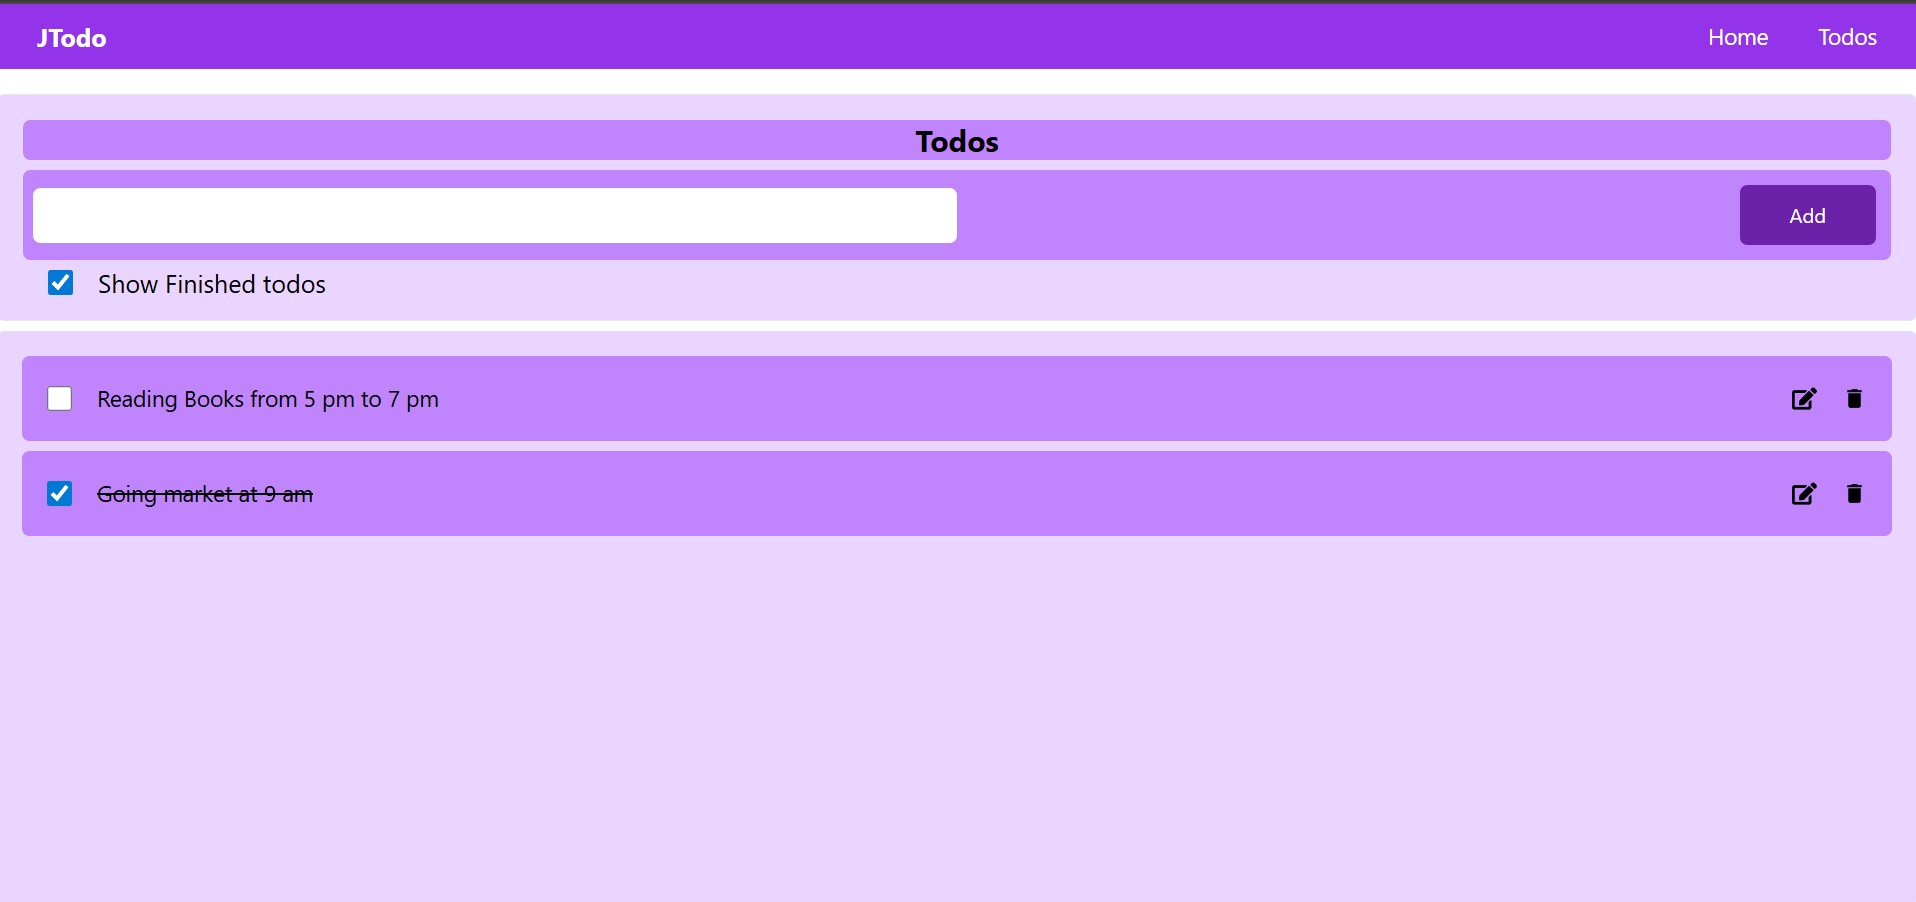 JTodo
Home
Todos
Todos
Add
Show Finished todos
Reading Books from 5 pm to 7 pm
Going market at 9 am